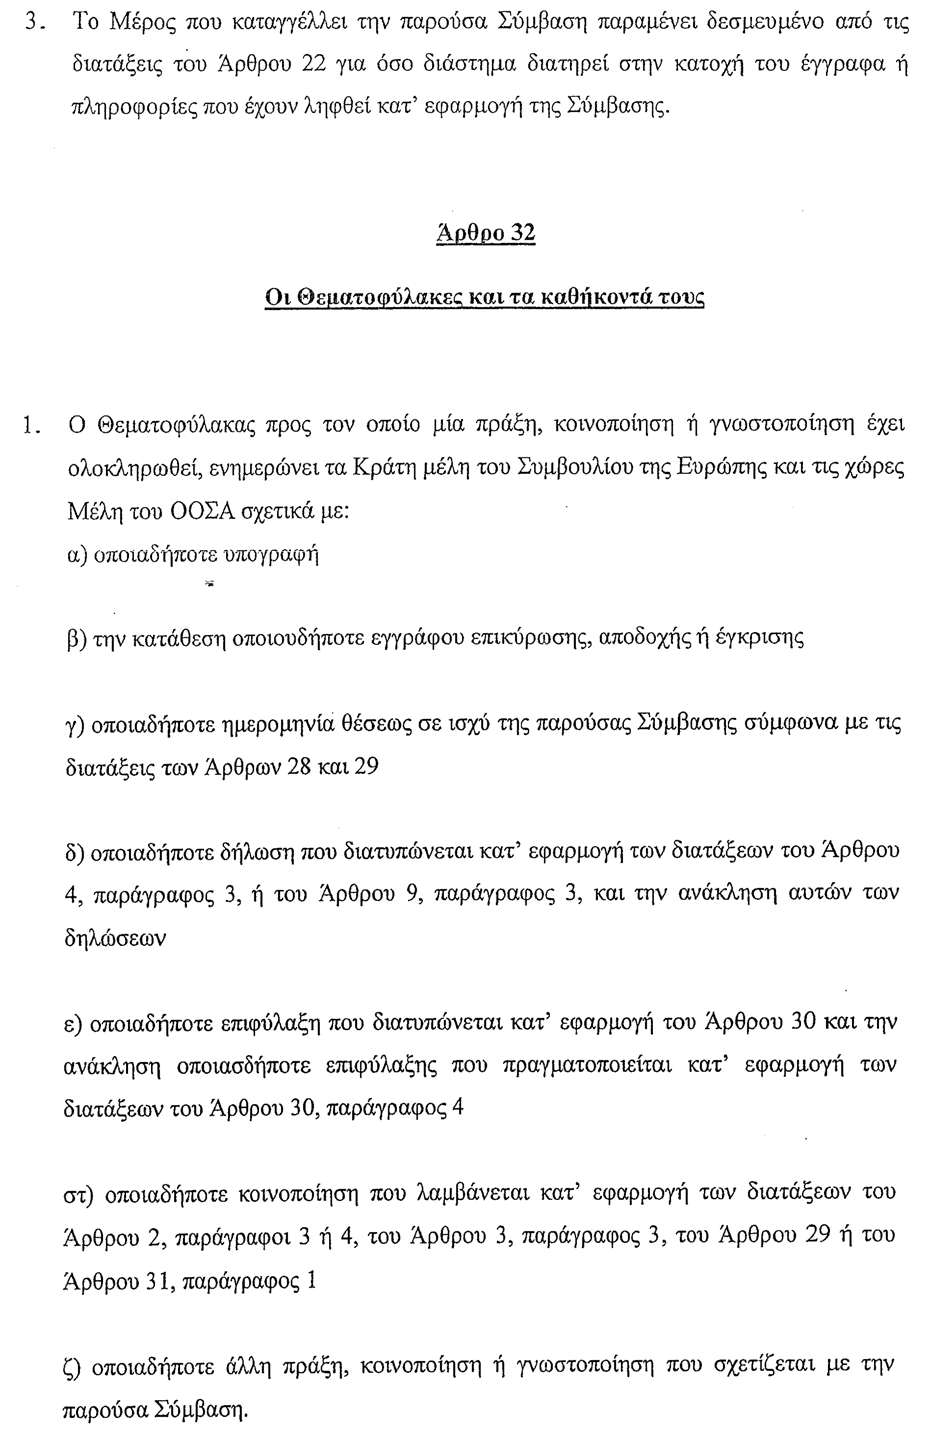 3. Το Μέρος που καταγγέλλει την παρούσα Σύμβαση παραμένει δεσμευμένο από τις
διατάξεις του Άρθρου 22 για όσο διάστημα διατηρεί στην κατοχή του έγγραφα ή
πληροφορίες που έχουν ληφθεί κατ’ εφαρμογή της Σύμβασης.
Άρθρο 32
Οι Θεματοφύλακες και τα καθήκοντά τους
1. Ο Θεματοφύλακας προς τον οποίο μία πράξη, κοινοποίηση ή γνωστοποίηση έχει
ολοκληρωθεί, ενημερώνει τα Κράτη μέλη του Συμβουλίου της Ευρώπης και τις χώρες
Μέλη του ΟΟΣΑ σχετικά με:
α) οποιαδήποτε υπογραφή
β) την κατάθεση οποιουδήποτε εγγράφου επικύρωσης, αποδοχής ή έγκρισης
γ) οποιαδήποτε ημερομηνία θέσεως σε ισχύ της παρούσας Σύμβασης σύμφωνα με τις
διατάξεις των Άρθρων 28 και 29
δ) οποιαδήποτε δήλωση που διατυπώνεται κατ’ εφαρμογή των διατάξεων του Άρθρου
4, παράγραφος 3, ή του Άρθρου 9, παράγραφος 3, και την ανάκληση αυτών των
δηλώσεων
ε) οποιαδήποτε επιφύλαξη που διατυπώνεται κατ’ εφαρμογή του Άρθρου 30 και την
ανάκληση οποιασδήποτε επιφύλαξης που πραγματοποιείται κατ’ εφαρμογή των
διατάξεων του Άρθρου 30, παράγραφος 4
στ) οποιαδήποτε κοινοποίηση που λαμβάνεται κατ’ εφαρμογή των διατάξεων του
Άρθρου 2, παράγραφοι 3 ή 4, του Άρθρου 3, παράγραφος 3, του Άρθρου 29 ή του
Άρθρου 31, παράγραφος 1
ζ) οποιαδήποτε άλλη πράξη, κοινοποίηση ή γνωστοποίηση που σχετίζεται με την
παρούσα Σύμβαση.